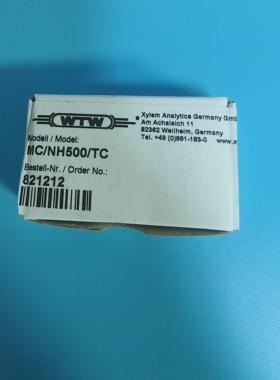 WTW
Xylem Analytics Germany Gmb
Am Achalaich 11
82362 Weilheim, Germany
Tel. +49 (0)881-183-0
www.x
Modell / Model:
MC/NH500/TC
Bestell-Nr. / Order No.:
821212